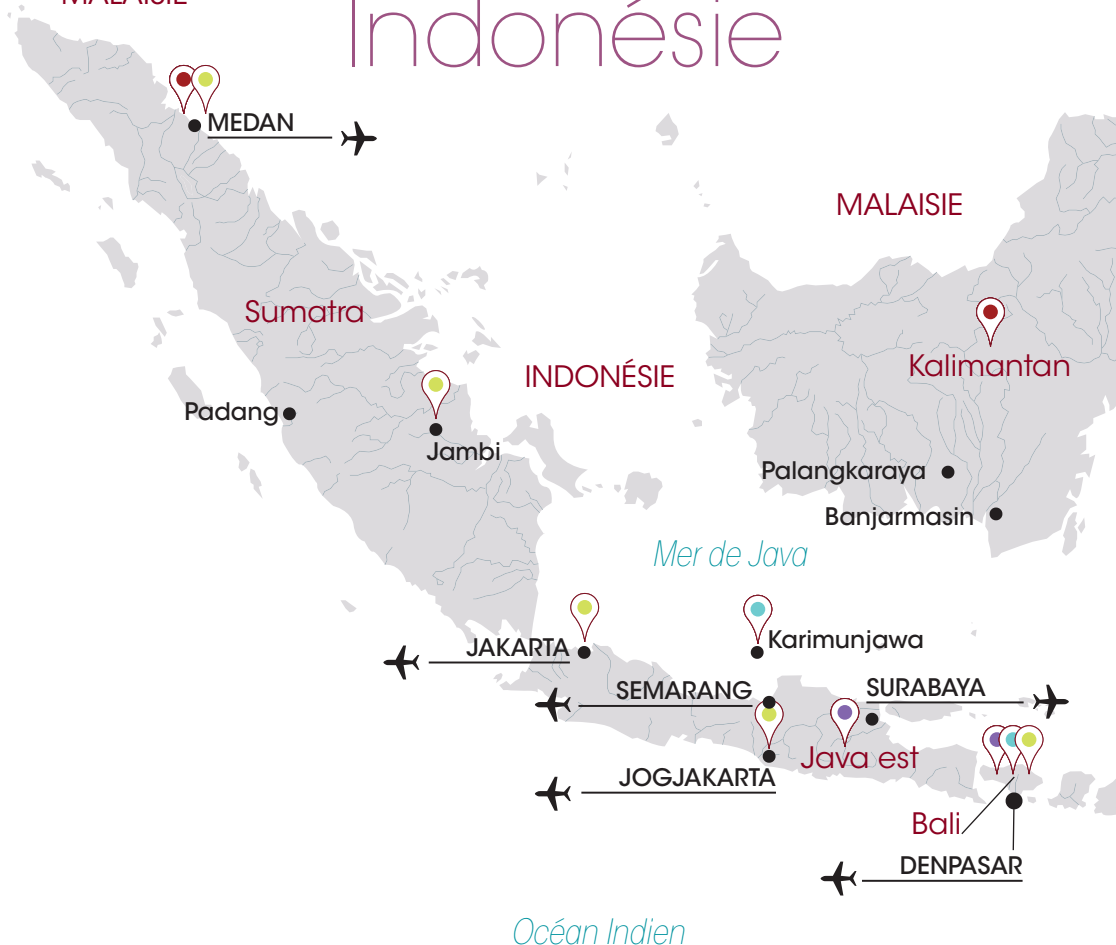 MALAISIE
Indonésie
MEDAN
MALAISIE
Sumatra
Kalimantan
INDONÉSIE
Padang
Jambi
Palangkaraya
Banjarmasin
Mer de Java
Karimunjawa
JAKARTA
SEMARANG
SURABAYA
Java est
JOGJAKARTA
Bali
DENPASAR
Océan Indien